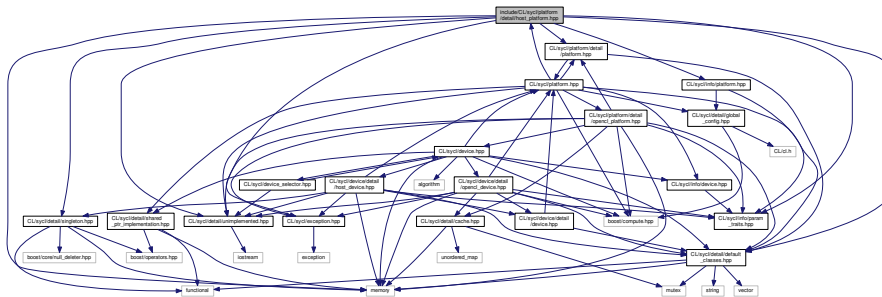 include/CL/sycl/platform
/detail/host_platform.hpp
CL/sycl/platform/detail
/platform.hpp
CL/sycl/platform.hpp
CL/sycl/info/platform.hpp
CL/sycl/platform/detail
/opencl_platform.hpp
CL/sycl/detail/global
_config.hpp
CL/sycl/device.hpp
CL/cl.h
CL/sycl/device_selector.hpp
CL/sycl/device/detail
/host_device.hpp
algorithm
CL/sycl/device/detail
/opencl_device.hpp
CL/sycl/info/device.hpp
CL/sycl/detail/singleton.hpp
CL/sycl/detail/shared
_ptr_implementation.hpp
CL/sycl/detail/unimplemented.hpp
CL/sycl/exception.hpp
CL/sycl/detail/cache.hpp
CL/sycl/device/detail
/device.hpp
boost/compute.hpp
CL/sycl/info/param
_traits.hpp
boost/core/null_deleter.hpp
boost/operators.hpp
iostream
exception
unordered_map
CL/sycl/detail/default
_classes.hpp
functional
memory
mutex
string
vector